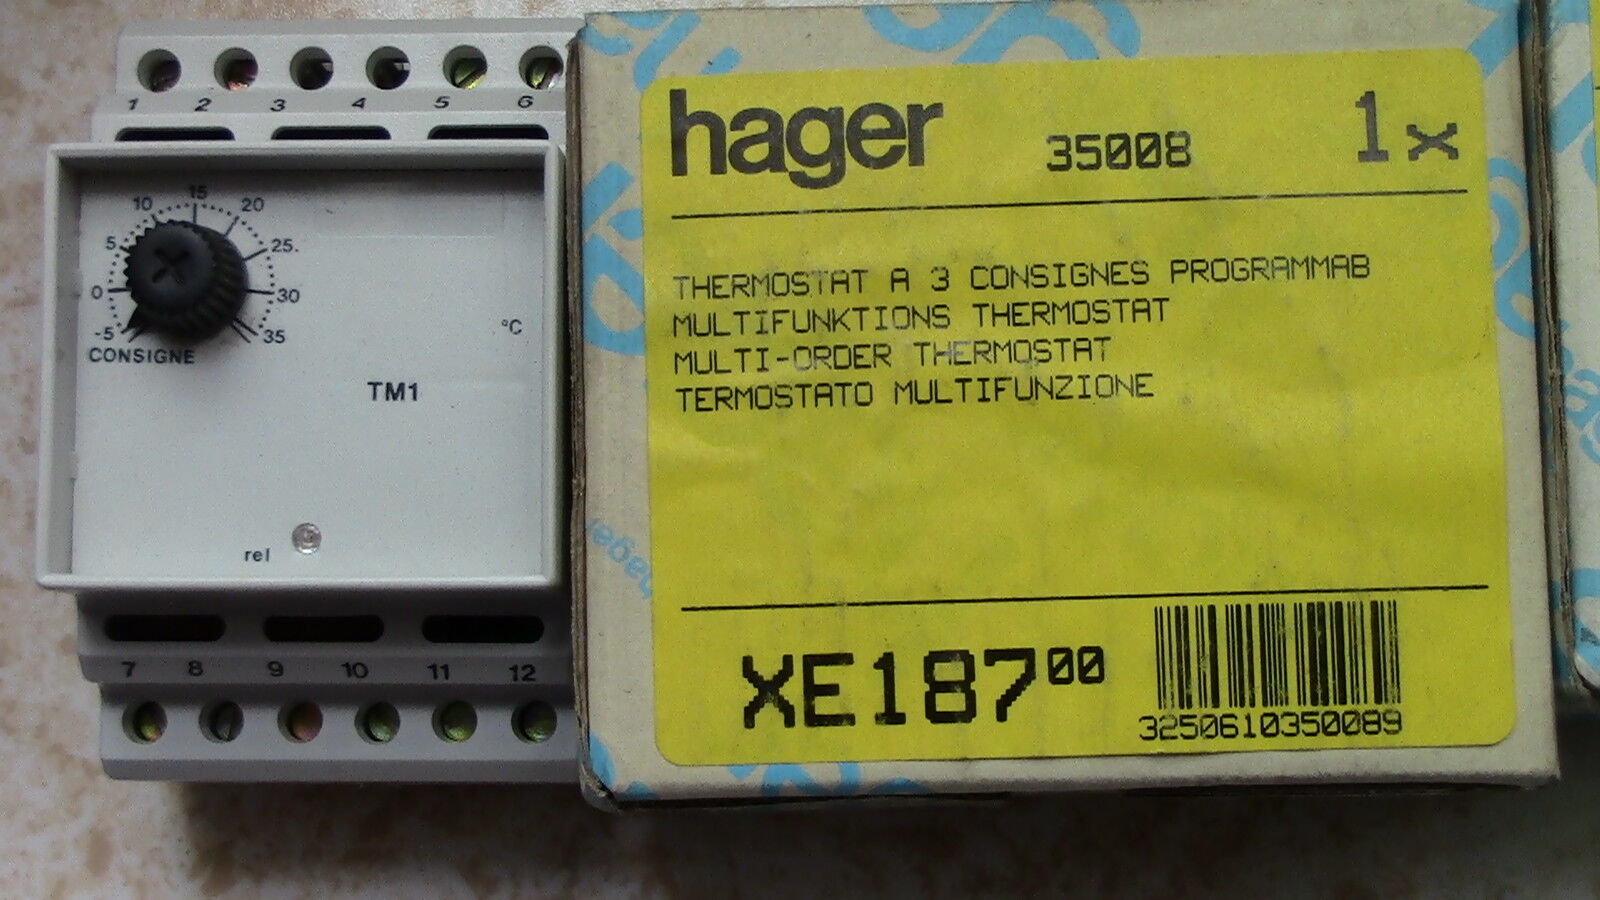 1 2 3 4 5 6
15
10 20
5 25.
0 30
-5 35
°C
CONSIGNE
TM1
rel
7 8 9 10 11 12
hager 35008 1x
THERMOSTAT A 3 CONSIGNES PROGRAMMAB
MULTIFUNKTIONS THERMOSTAT
MULTI-ORDER THERMOSTAT
TERMOSTATO MULTIFUNZIONE
XE187 00
3250610350089
hager